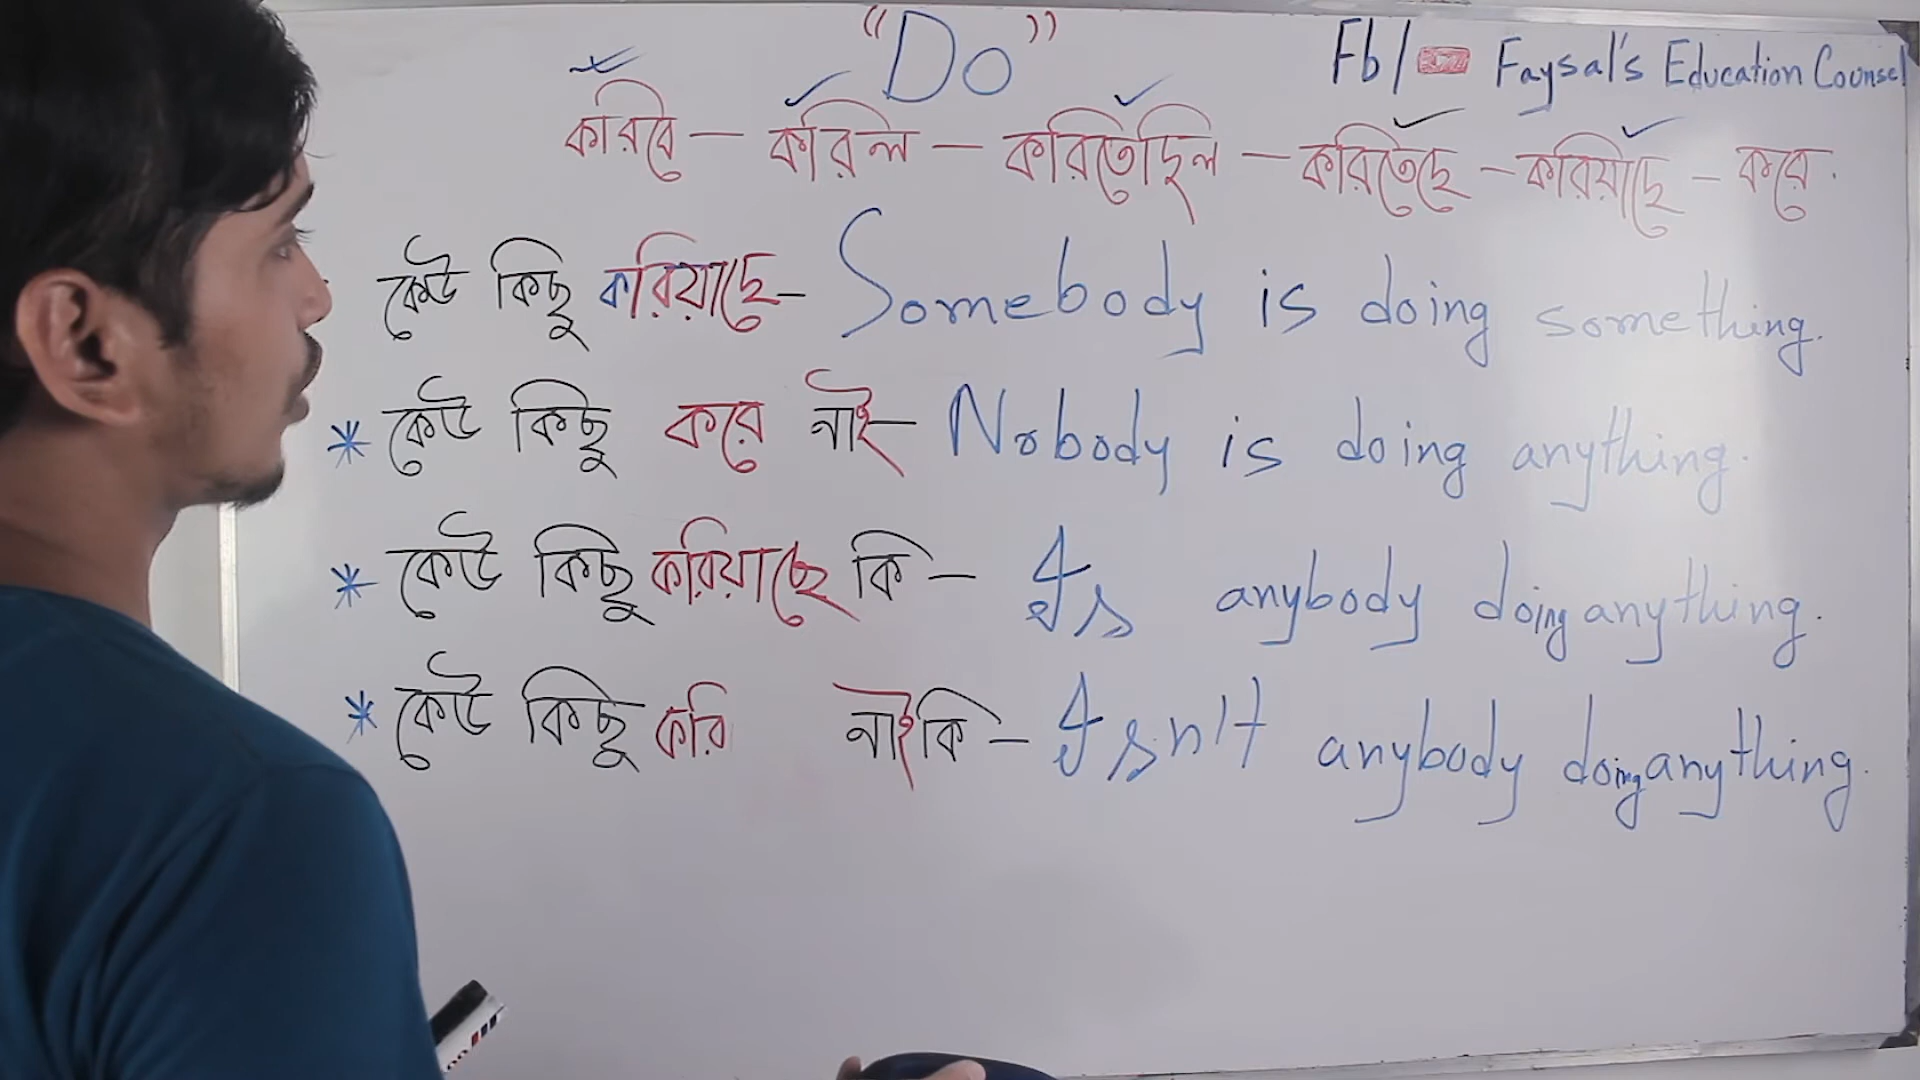 "Do"
Fb/ Faysal's Education Counsel
করিবে - করিল - করিতেছিল - করিতেছে - করিয়াছে - করে.
কেউ কিছু করিয়াছে- Somebody is doing something.
* কেউ কিছু করে নাই- Nobody is doing anything.
* কেউ কিছু করিয়াছে কি- Is anybody doing anything.
* কেউ কিছু করি নাই কি- Isn't anybody doing anything.